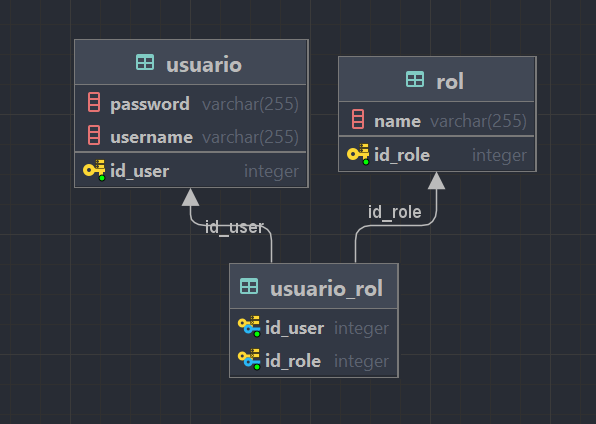 usuario
password varchar(255)
username varchar(255)
id_user integer
rol
name varchar(255)
id_role integer
id_user
id_role
usuario_rol
id_user integer
id_role integer